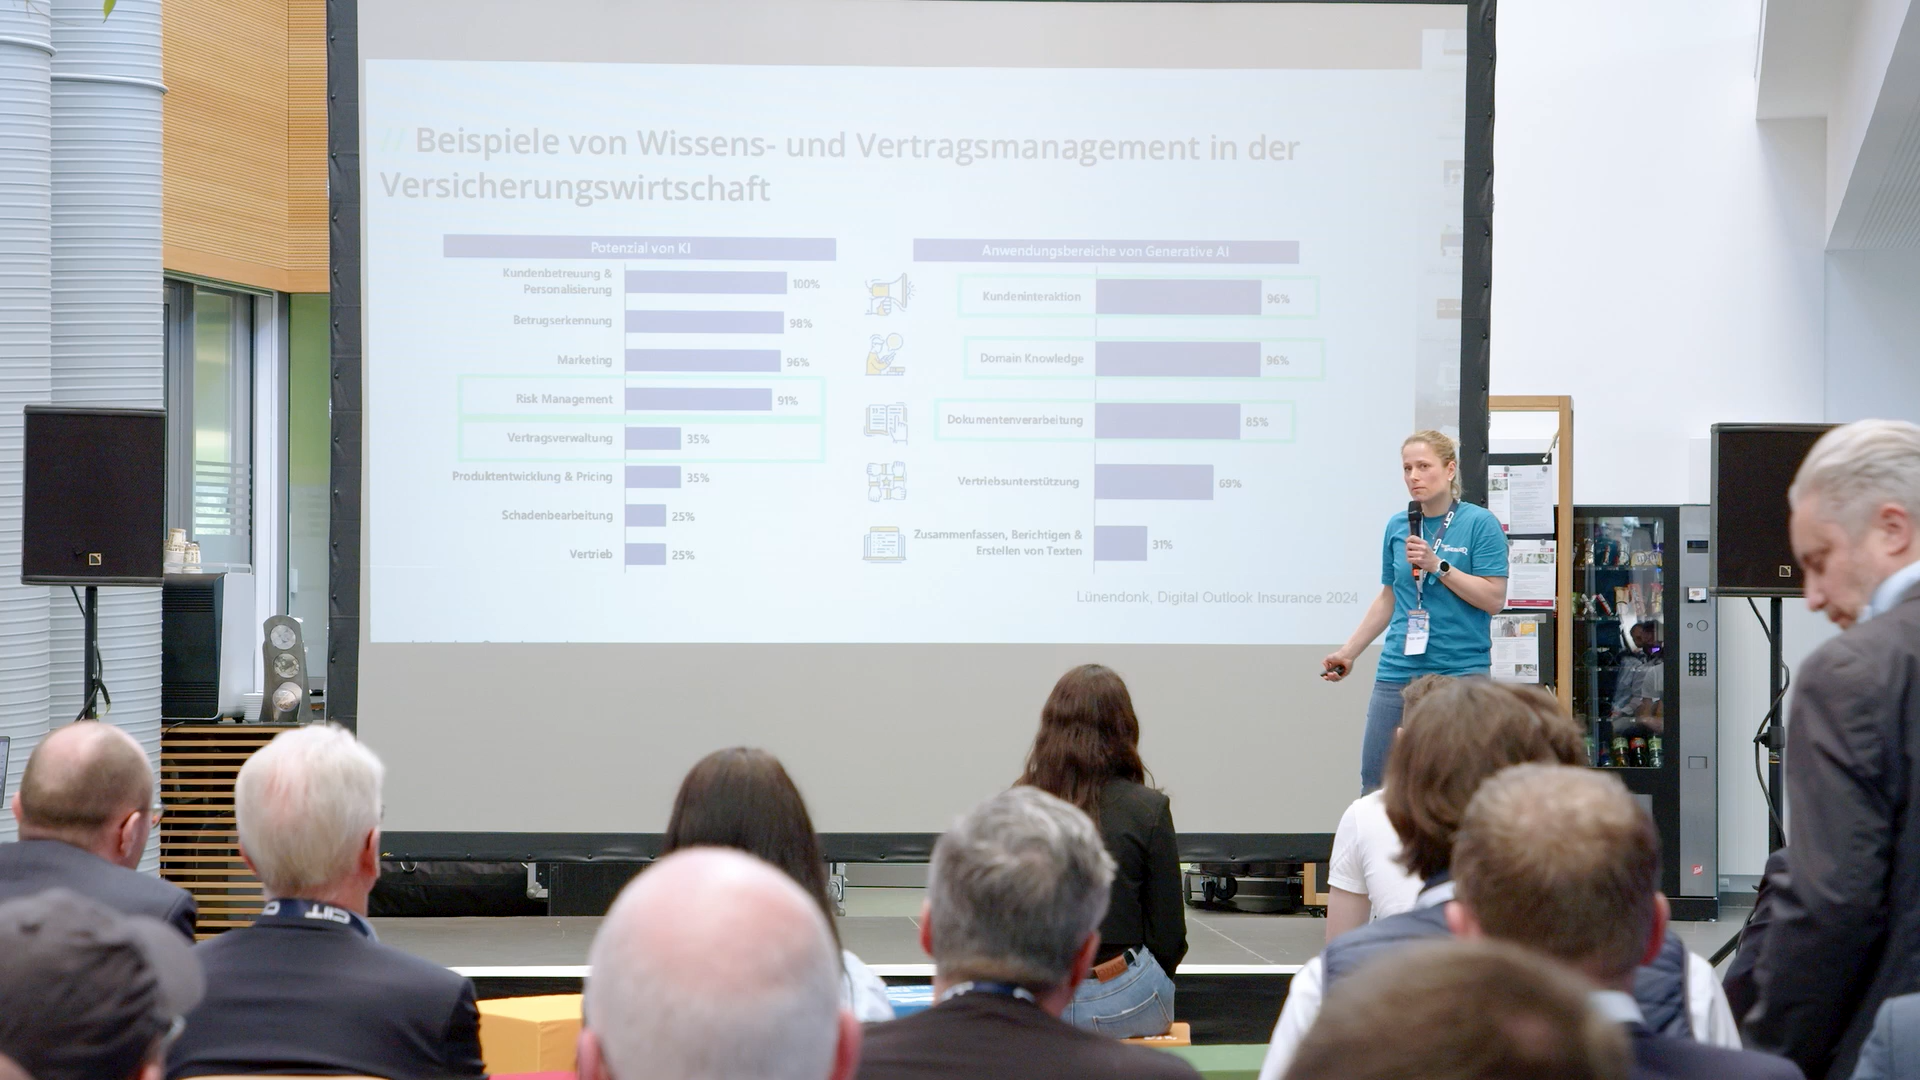 // Beispiele von Wissens- und Vertragsmanagement in der
Versicherungswirtschaft
Potenzial von KI
Kundenbetreuung &
Personalisierung
100%
Betrugserkennung
98%
Marketing
96%
Risk Management
91%
Vertragsverwaltung
35%
Produktentwicklung & Pricing
35%
Schadenbearbeitung
25%
Vertrieb
25%
Anwendungsbereiche von Generative AI
Kundeninteraktion
96%
Domain Knowledge
96%
Dokumentenverarbeitung
85%
Vertriebsunterstützung
69%
Zusammenfassen, Berichtigen &
Erstellen von Texten
31%
Lünendonk, Digital Outlook Insurance 2024